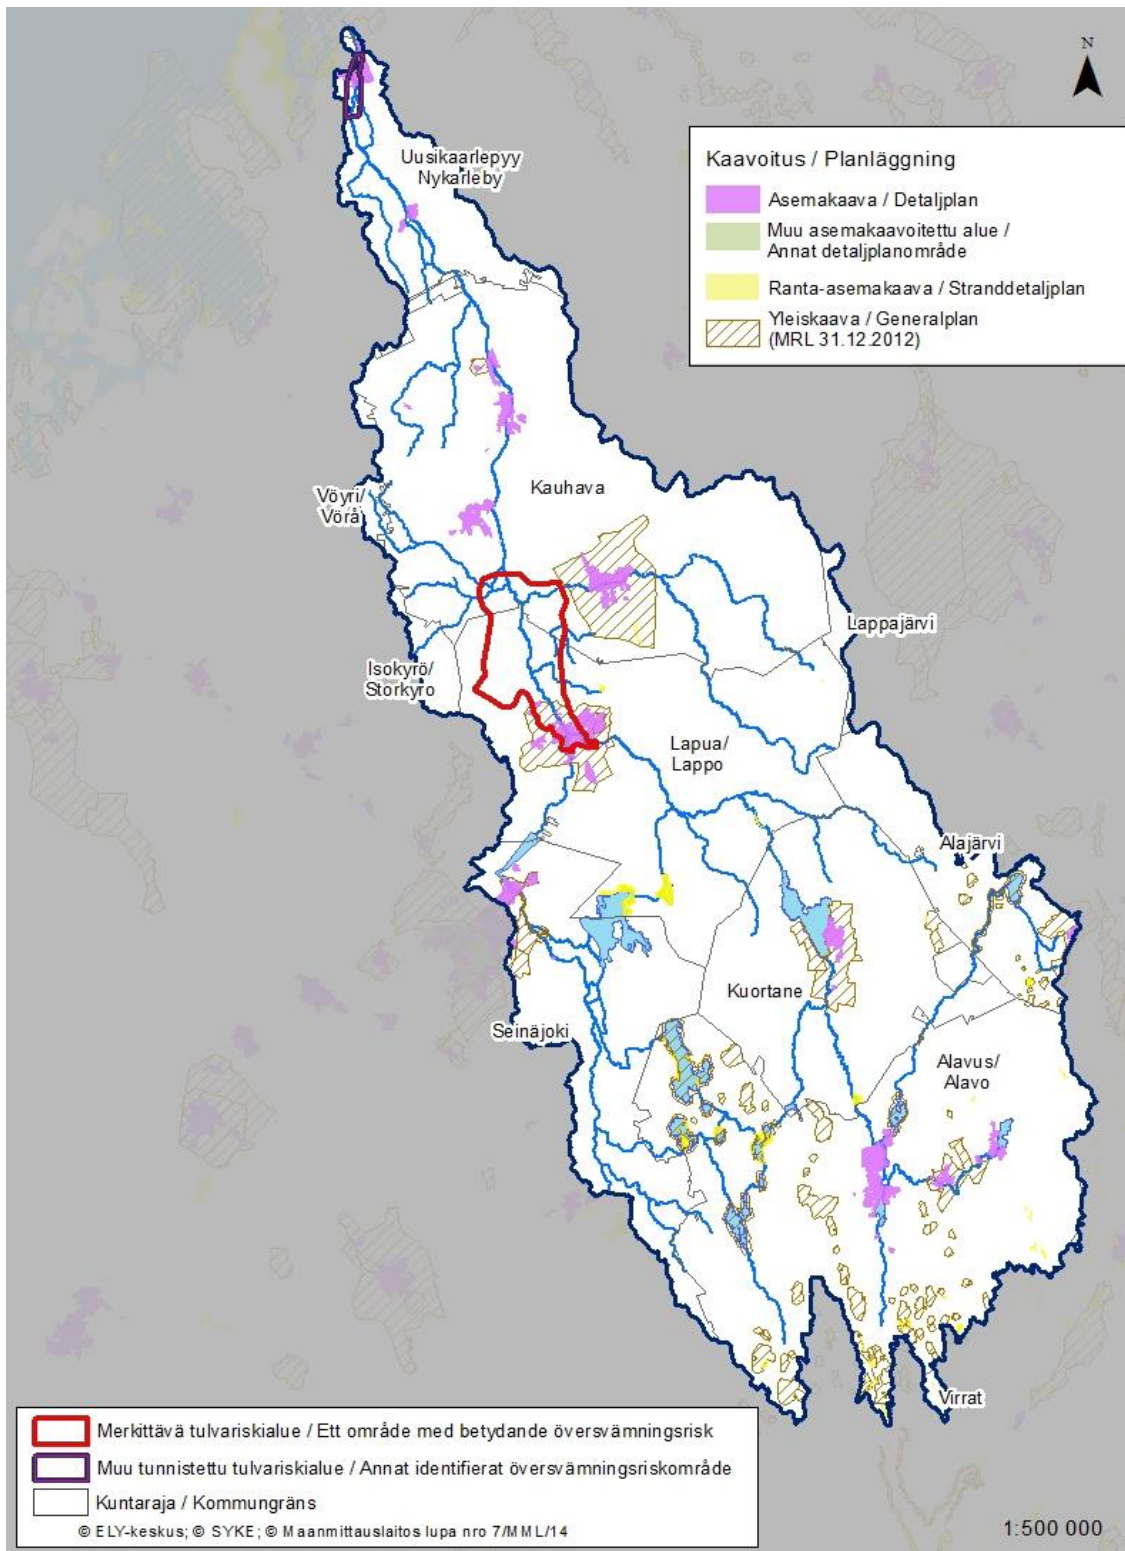 N
Kaavoitus / Planläggning
Asemakaava / Detaljplan
Muu asemakaavoitettu alue /
Annat detaljplanområde
Ranta-asemakaava / Stranddetaljplan
Yleiskaava / Generalplan
(MRL 31.12.2012)
Uusikaarlepyy
Nykarleby
Kauhava
Vöyri/
Vörå
Lappajärvi
Isokyrö/
Storkyro
Lapua/
Lappo
Alajärvi
Kuortane
Seinäjoki
Alavus/
Alavo
Virrat
Merkittävä tulvariskialue / Ett område med betydande översvämningsrisk
Muu tunnistettu tulvariskialue / Annat identifierat översvämningsriskområde
Kuntaraja / Kommungräns
© ELY-keskus; © SYKE; © Maanmittauslaitos lupa nro 7/MML/14
1:500 000